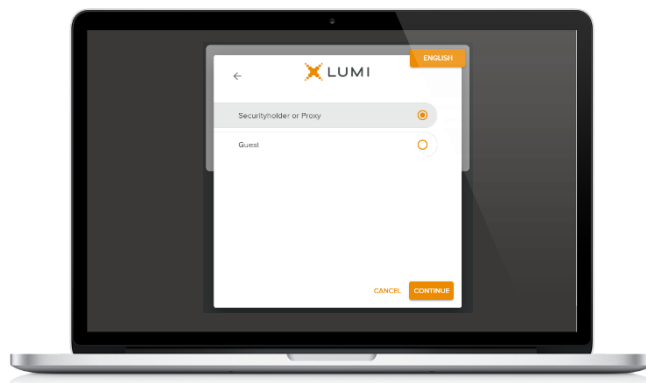 ENGLISH
LUMI
Securityholder or Proxy
Guest
CANCEL
CONTINUE